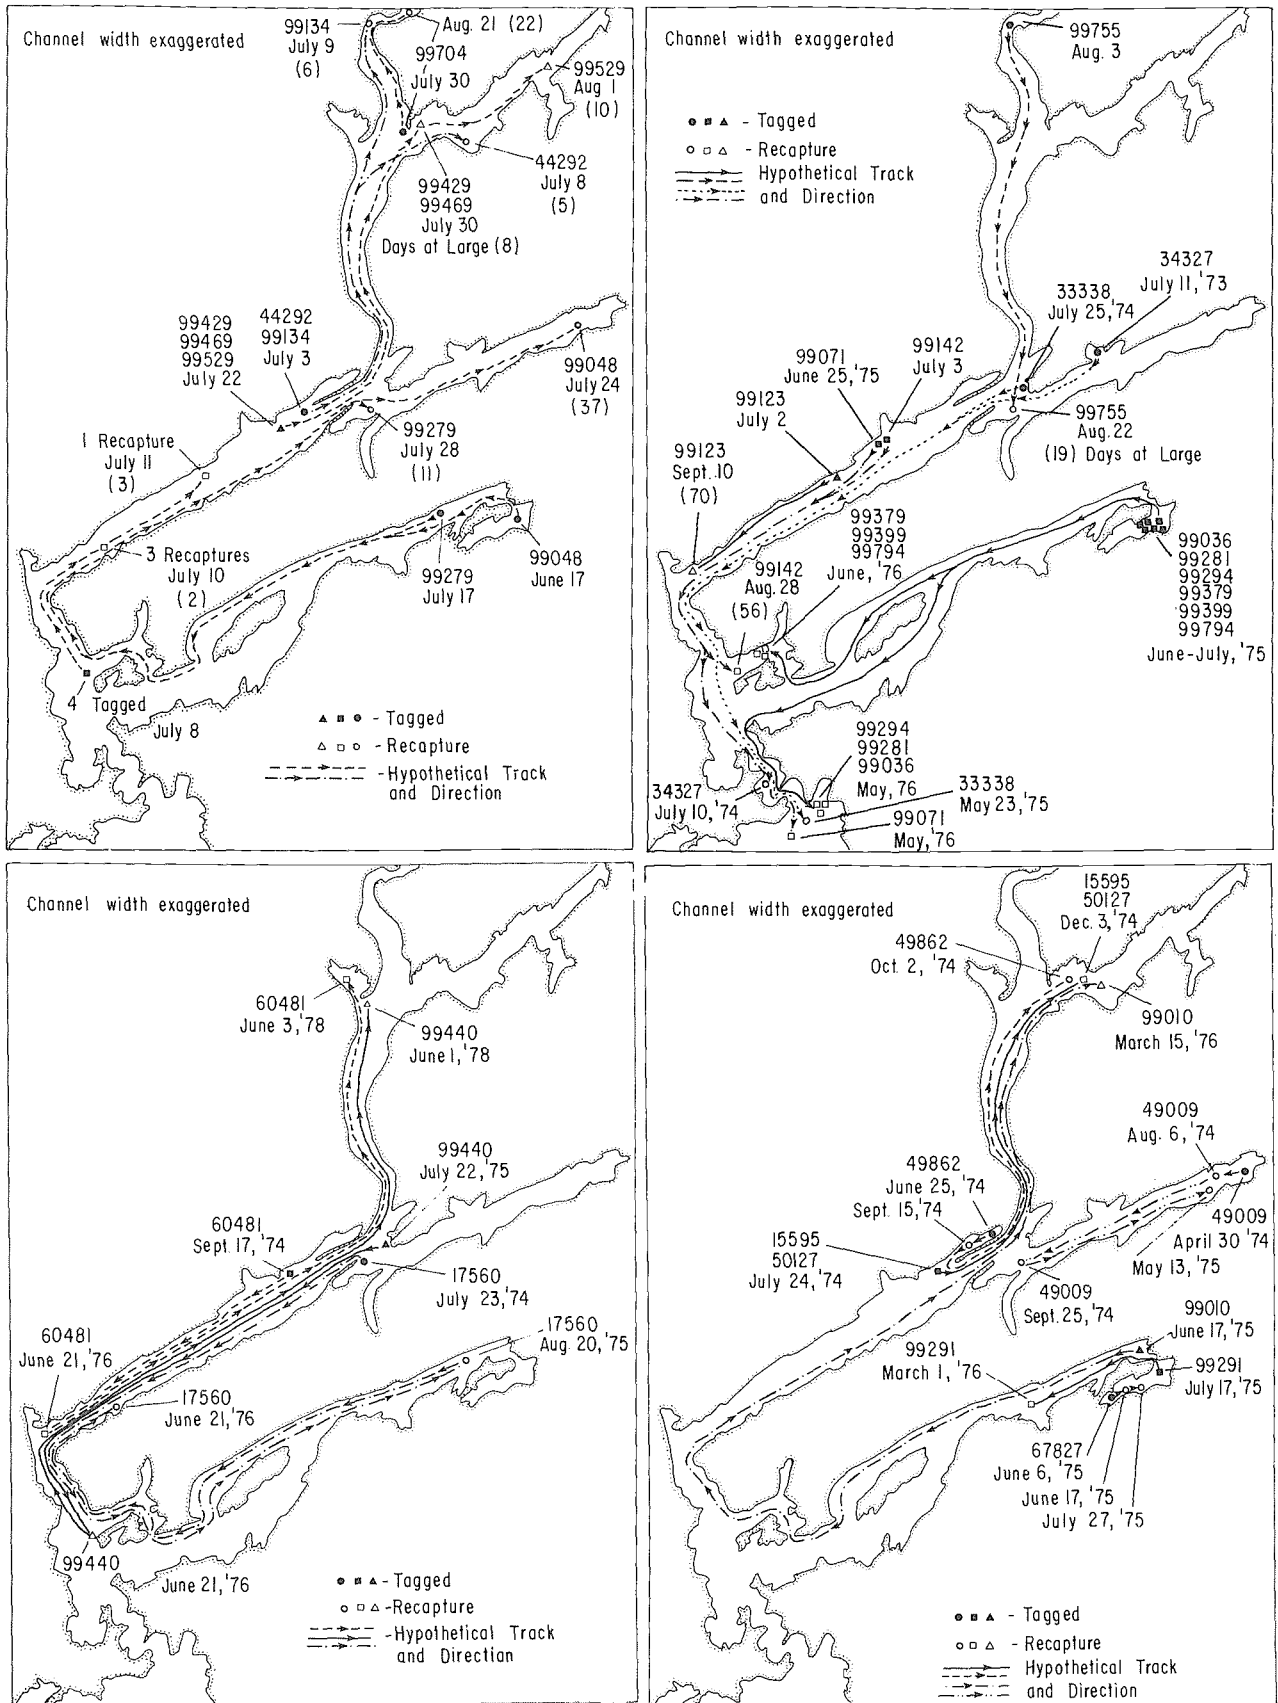 Channel width exaggerated
99134
July 9
(6)
Aug. 21 (22)
99704
July 30
99529
Aug 1
(10)
44292
July 8
(5)
99429
99469
July 30
Days at Large (8)
99429
99469
99529
July 22
44292
99134
July 3
99048
July 24
(37)
1 Recapture
July 11
(3)
99279
July 28
(11)
3 Recaptures
July 10
(2)
99279
July 17
99048
June 17
4 Tagged
July 8
- Tagged
- Recapture
- Hypothetical Track
and Direction
Channel width exaggerated
99755
Aug. 3
- Tagged
- Recapture
Hypothetical Track
and Direction
34327
July 11, '73
33338
July 25, '74
99142
July 3
99071
June 25, '75
99123
July 2
99755
Aug. 22
(19) Days at Large
99123
Sept. 10
(70)
99379
99399
99794
June, '76
99142
Aug. 28
(56)
99036
99281
99294
99379
99399
99794
June-July, '75
99294
99281
99036
May, 76
34327
July 10, '74
33338
May 23, '75
99071
May, '76
Channel width exaggerated
60481
June 3, '78
99440
June 1, '78
99440
July 22, '75
60481
Sept. 17, '74
17560
July 23, '74
60481
June 21, '76
17560
Aug. 20, '75
17560
June 21, '76
99440
June 21, '76
- Tagged
- Recapture
- Hypothetical Track
and Direction
Channel width exaggerated
15595
50127
Dec. 3, '74
49862
Oct. 2, '74
99010
March 15, '76
49009
Aug. 6, '74
49862
June 25, '74
Sept. 15, '74
15595
50127
July 24, '74
49009
April 30 '74
May 13, '75
49009
Sept. 25, '74
99010
June 17, '75
99291
March 1, '76
99291
July 17, '75
67827
June 6, '75
June 17, '75
July 27, '75
- Tagged
- Recapture
Hypothetical Track
and Direction